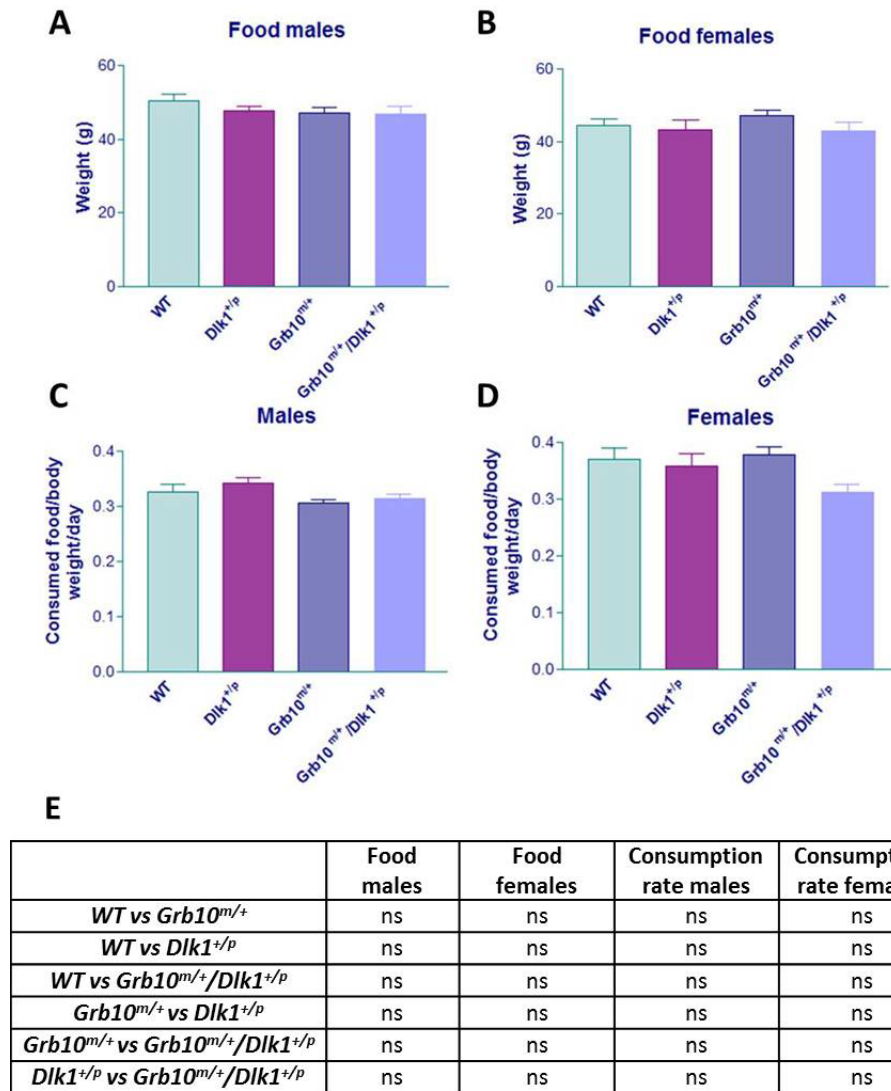 A
Food males
Weight (g)
60
40
20
0
WT
Dlk1+/p
Grb10m/+
Grb10 m/+/Dlk1 +/p
B
Food females
Weight (g)
60
40
20
0
WT
Dlk1+/p
Grb10m/+
Grb10 m/+/Dlk1 +/p
C
Males
Consumed food/body
weight/day
0.4
0.3
0.2
0.1
0.0
WT
Dlk1+/p
Grb10m/+
Grb10 m/+/Dlk1 +/p
D
Females
Consumed food/body
weight/day
0.4
0.3
0.2
0.1
0.0
WT
Dlk1+/p
Grb10m/+
Grb10 m/+/Dlk1 +/p
E
Food males Food females Consumption rate males rate
WT vs Grb10m/+ ns ns ns ns
WT vs Dlk1+/p ns ns ns ns
WT vs Grb10m/+/Dlk1+/p ns ns ns ns
Grb10m/+ vs Dlk1+/p ns ns ns ns
Grb10m/+ vs Grb10m/+/Dlk1+/p ns ns ns ns
Dlk1+/p vs Grb10m/+/Dlk1+/p ns ns ns ns